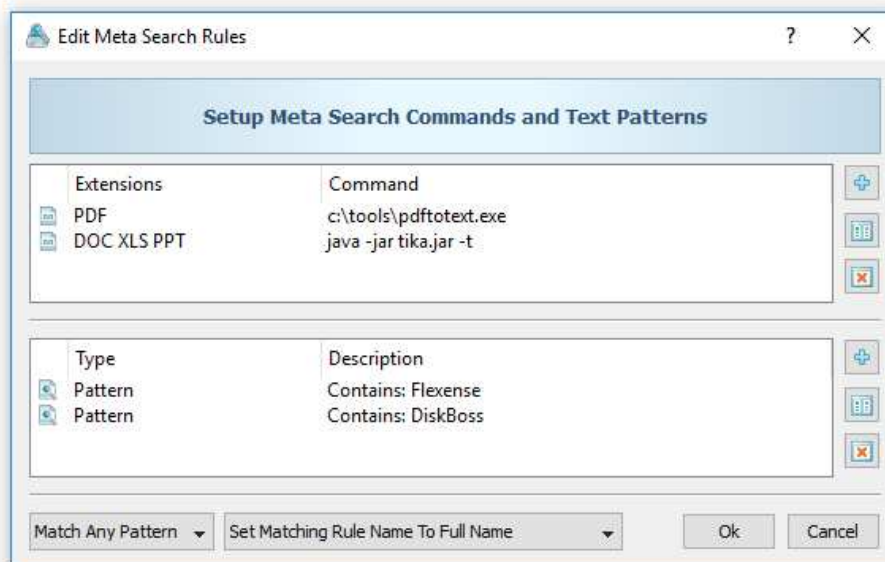 Edit Meta Search Rules ?
Setup Meta Search Commands and Text Patterns
Extensions Command
PDF c:\tools\pdftotext.exe
DOC XLS PPT java -jar tika.jar -t
Type Description
Pattern Contains: Flexense
Pattern Contains: DiskBoss
Match Any Pattern Set Matching Rule Name To Full Name Ok Cancel